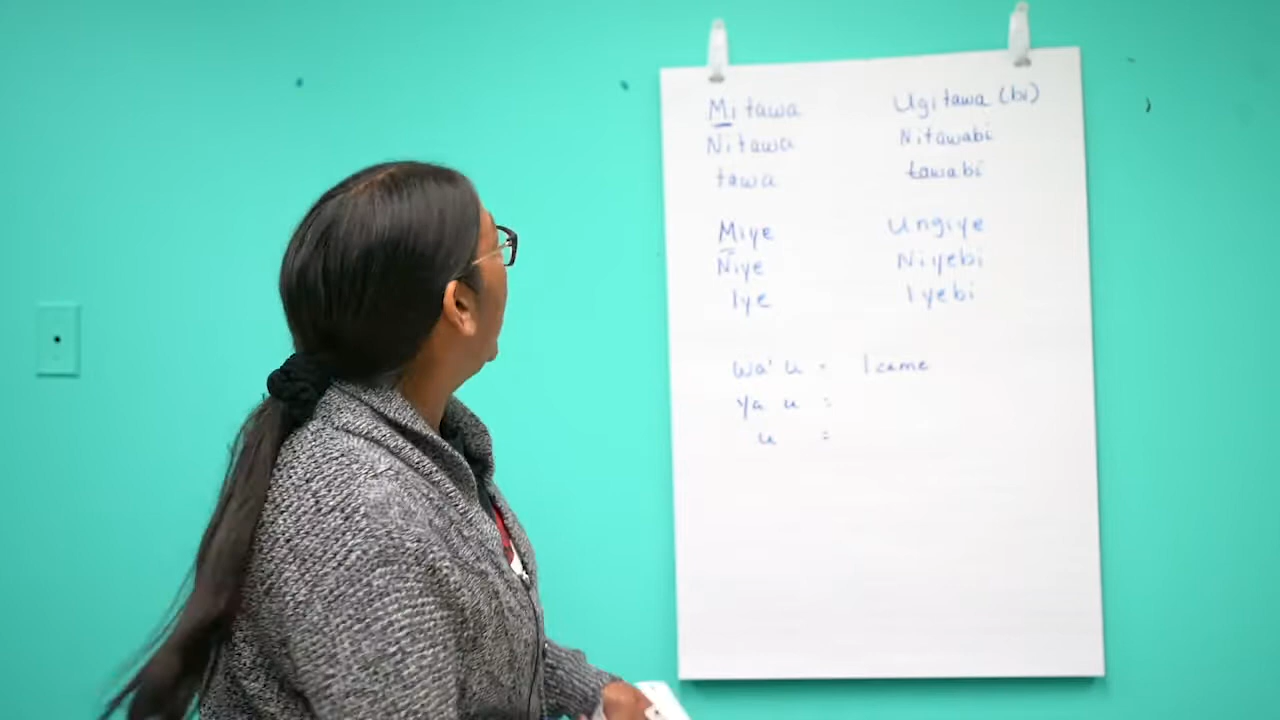 Mitawa Ugitawa (bi)
Nitawa Nitawabi
tawa tawabi
Miye Ungiye
Niye Niyebi
Iye Iyebi
wa' u = I came
ya u =
u =